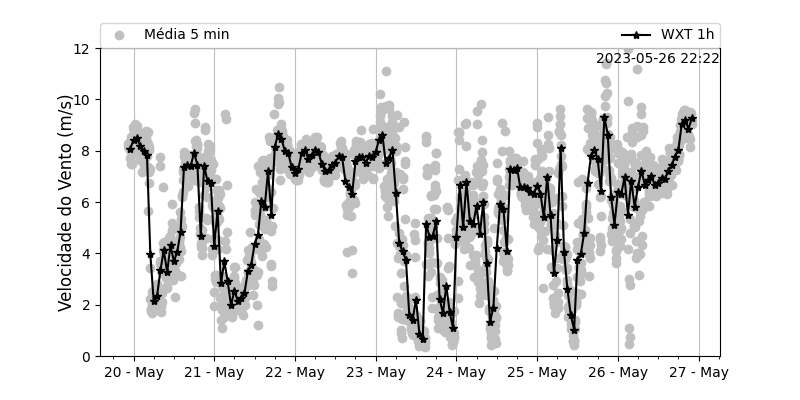 Média 5 min
WXT 1h
2023-05-26 22:22
Velocidade do Vento (m/s)
12
10
8
6
4
2
0
20 - May
21 - May
22 - May
23 - May
24 - May
25 - May
26 - May
27 - May